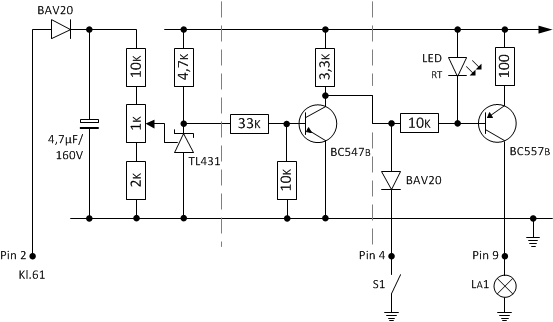 BAV20
10K
4,7K
1K
4,7µF/
160V
2K
TL431
33K
10K
3,3K
BC547B
LED
RT
10K
100
BC557B
BAV20
Pin 2
Kl.61
Pin 4
S1
Pin 9
LA1